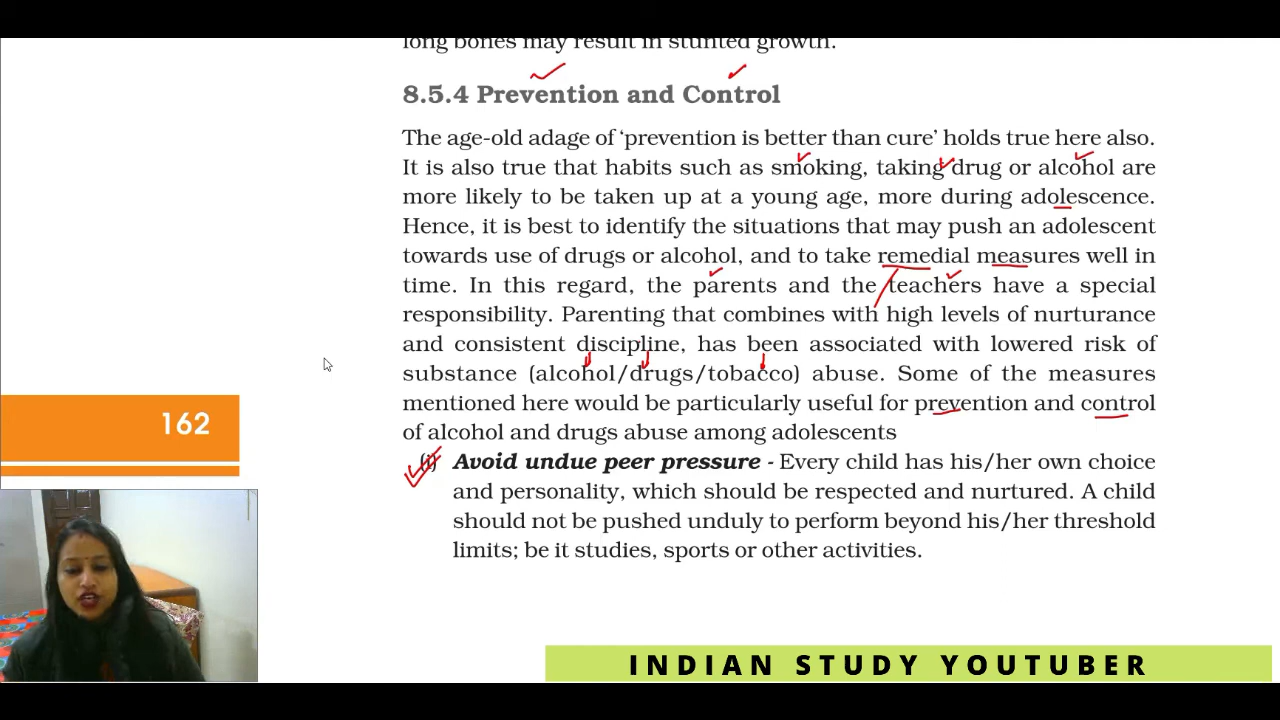 long bones may result in stunted growth.
8.5.4 Prevention and Control
The age-old adage of ‘prevention is better than cure’ holds true here also.
It is also true that habits such as smoking, taking drug or alcohol are
more likely to be taken up at a young age, more during adolescence.
Hence, it is best to identify the situations that may push an adolescent
towards use of drugs or alcohol, and to take remedial measures well in
time. In this regard, the parents and the teachers have a special
responsibility. Parenting that combines with high levels of nurturance
and consistent discipline, has been associated with lowered risk of
substance (alcohol/drugs/tobacco) abuse. Some of the measures
mentioned here would be particularly useful for prevention and control
of alcohol and drugs abuse among adolescents
(i) Avoid undue peer pressure - Every child has his/her own choice
and personality, which should be respected and nurtured. A child
should not be pushed unduly to perform beyond his/her threshold
limits; be it studies, sports or other activities.
162
INDIAN STUDY YOUTUBER